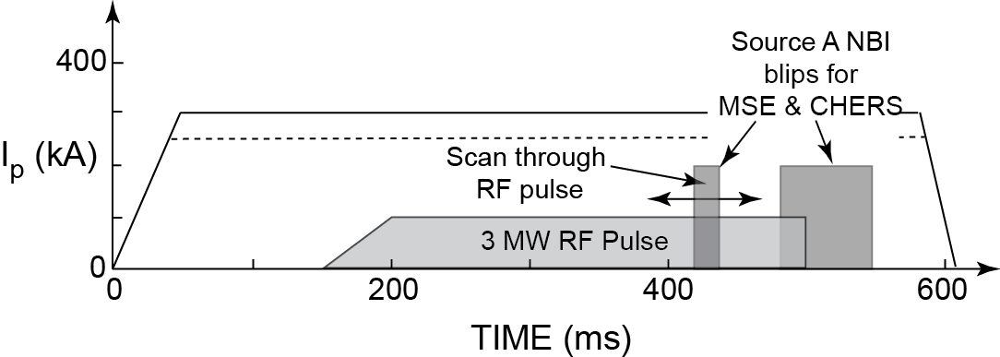 Source A NBI
blips for
MSE & CHERS
400
Ip (kA)
Scan through
RF pulse
3 MW RF Pulse
0
0 200 400 600
TIME (ms)